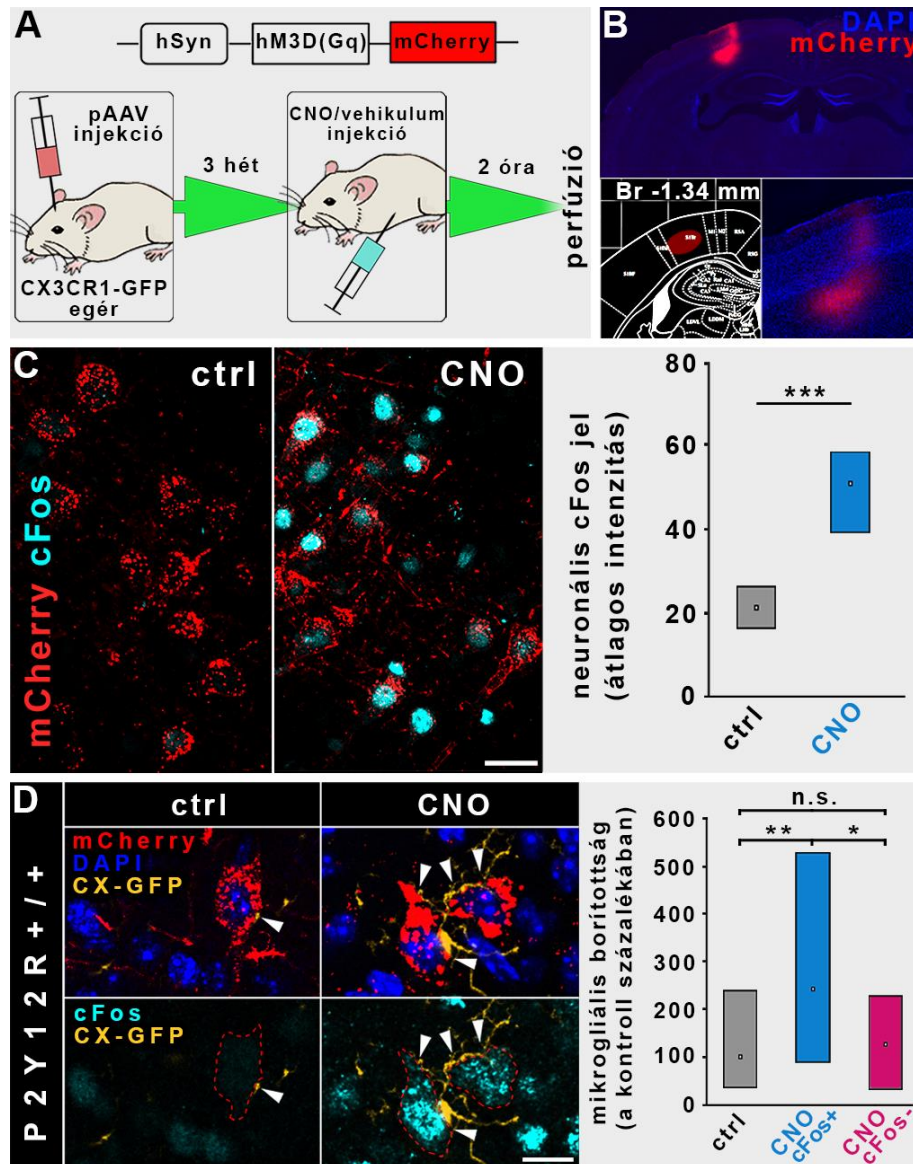 A
hSyn hM3D(Gq) mCherry
pAAV
injekció
CX3CR1-GFP
egér
3 hét
CNO/vehikulum
injekció
2 óra
perfúzió
B
DAPI
mCherry
Br -1.34 mm
C
ctrl
CNO
mCherry cFos
neuronális cFos jel
(átlagos intenzitás)
80
60
40
20
0
***
ctrl
CNO
D
P2Y12R+/+
ctrl
CNO
mCherry
DAPI
CX-GFP
cFos
CX-GFP
mikrogliális borítottság
(a kontroll százalékában)
600
500
400
300
200
100
0
n.s.
**
*
ctrl
CNO
cFos+
CNO
cFos-